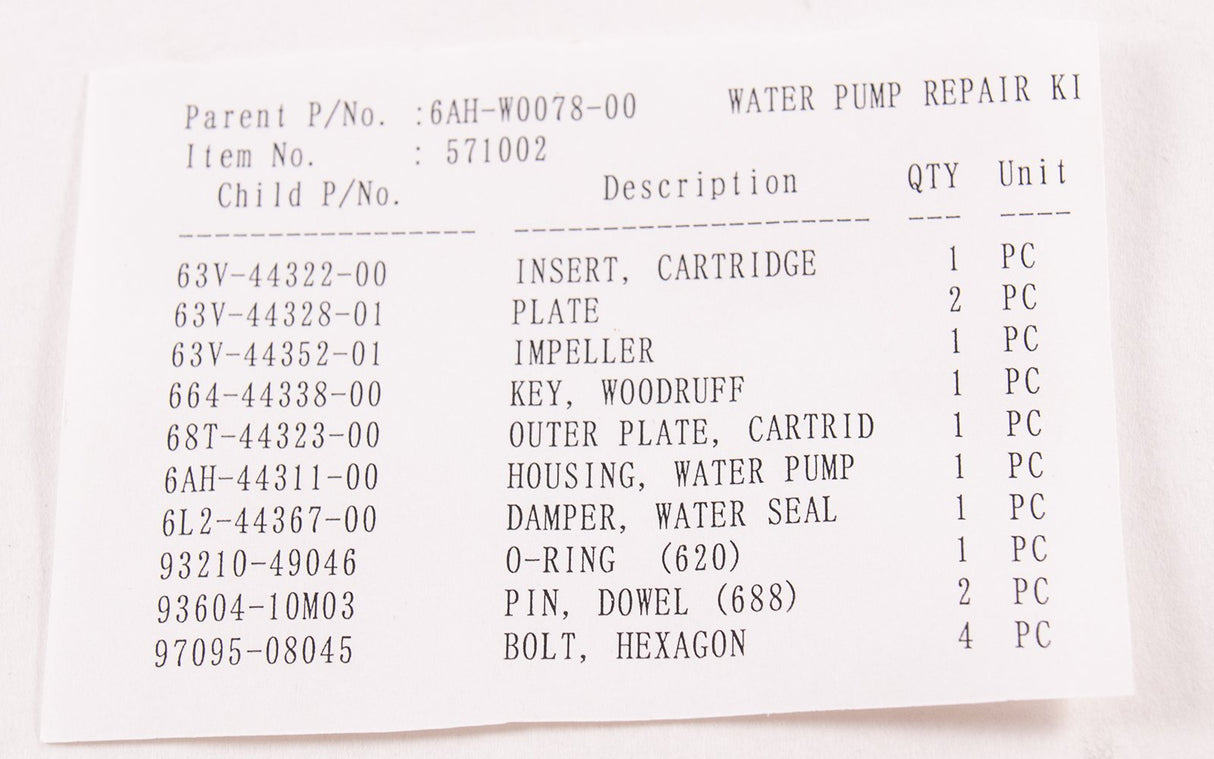 Parent P/No. :6AH-W0078-00 WATER PUMP REPAIR KI
Item No. : 571002
Child P/No. Description QTY Unit
63V-44322-00 INSERT, CARTRIDGE 1 PC
63V-44328-01 PLATE 2 PC
63V-44352-01 IMPELLER 1 PC
664-44338-00 KEY, WOODRUFF 1 PC
68T-44323-00 OUTER PLATE, CARTRID 1 PC
6AH-44311-00 HOUSING, WATER PUMP 1 PC
6L2-44367-00 DAMPER, WATER SEAL 1 PC
93210-49046 O-RING (620) 1 PC
93604-10M03 PIN, DOWEL (688) 2 PC
97095-08045 BOLT, HEXAGON 4 PC